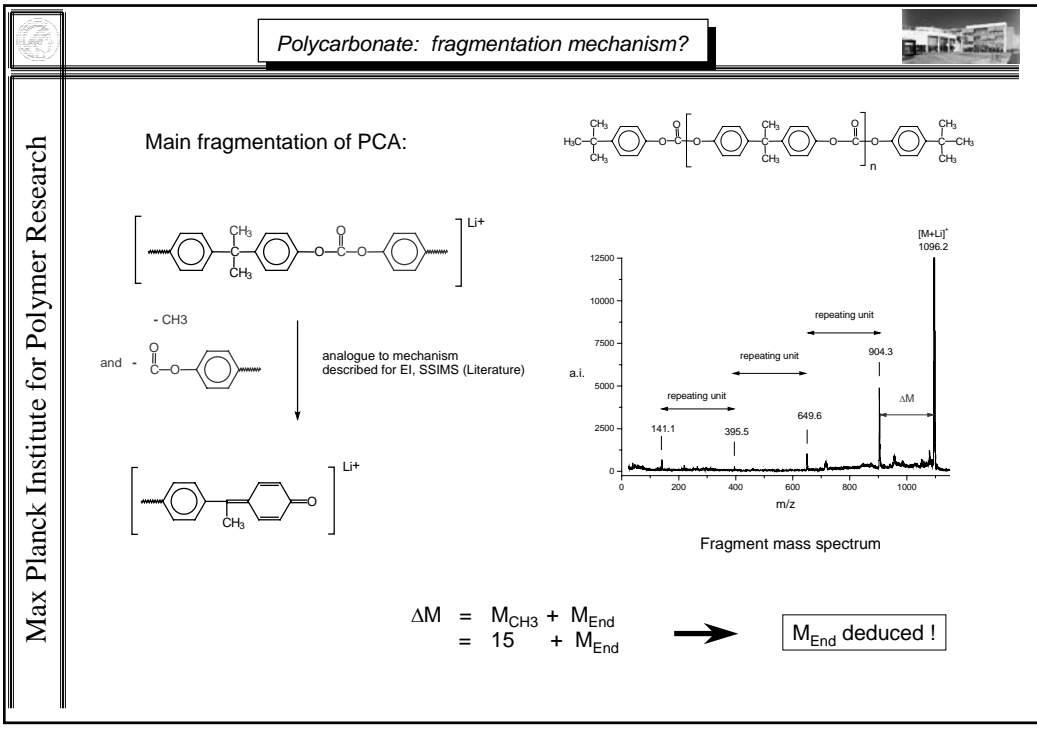 Polycarbonate: fragmentation mechanism?
Max Planck Institute for Polymer Research
Main fragmentation of PCA:
CH3
H3C
CH3
O
O
O
O
CH3
CH3
O
O
O
O
n
CH3
CH3
CH3
CH3
CH3
O
O
O
Li+
- CH3
and -
O
C
O
analogue to mechanism
described for EI, SSIMS (Literature)
Li+
CH3
O
[M+Li]+
1096.2
12500
10000
7500
5000
2500
0
a.i.
repeating unit
904.3
repeating unit
ΔM
repeating unit
649.6
141.1
395.5
0 200 400 600 800 1000
m/z
Fragment mass spectrum
ΔM = MCH3 + MEnd
= 15 + MEnd
MEnd deduced !